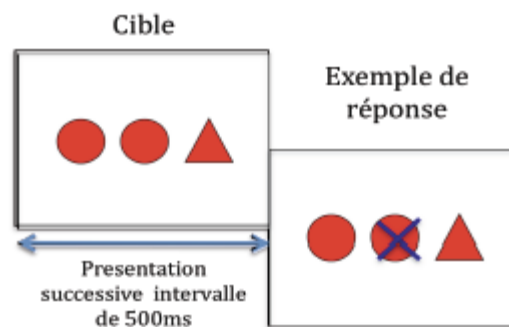 Cible
Exemple de
réponse
Presentation
successive intervalle
de 500ms